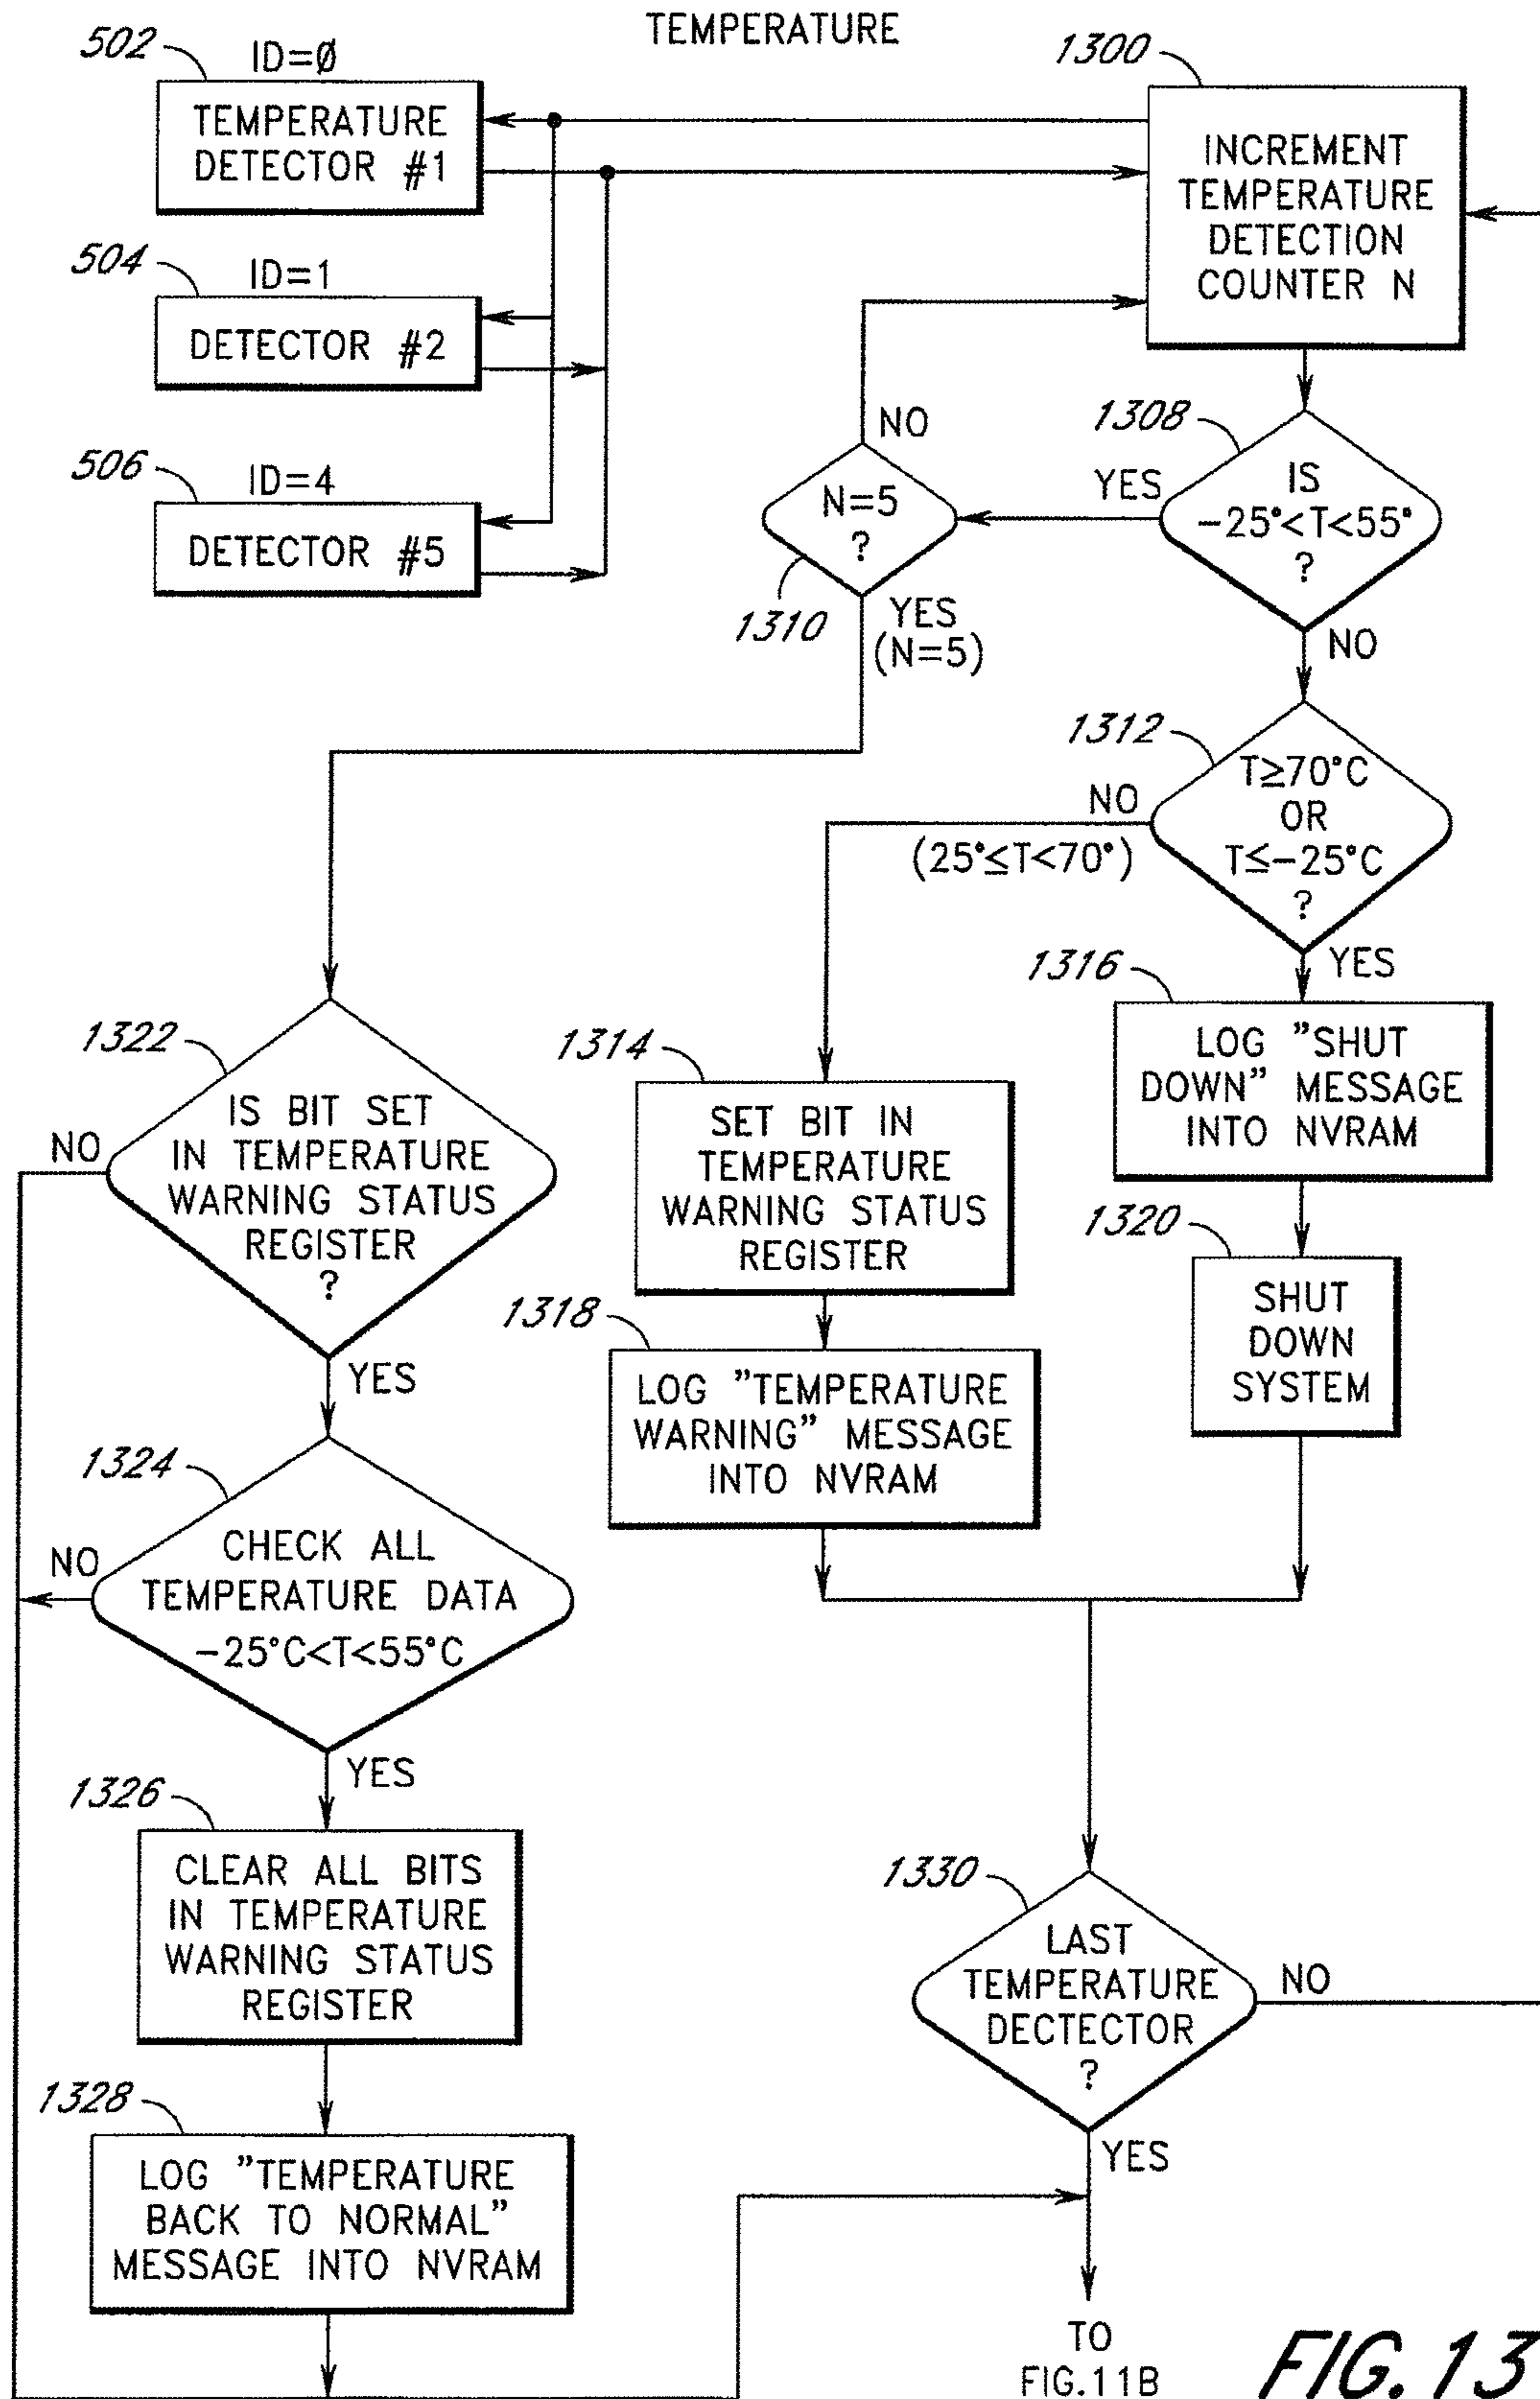 TEMPERATURE
502
ID=Ø
TEMPERATURE
DETECTOR #1
504
ID=1
DETECTOR #2
506
ID=4
DETECTOR #5
1300
INCREMENT
TEMPERATURE
DETECTION
COUNTER N
1308
IS
-25°<T<55°
?
YES
NO
N=5
?
NO
1310
YES
(N=5)
1312
T≥70°C
OR
T≤-25°C
?
NO
(25°≤T<70°)
YES
1316
LOG "SHUT
DOWN" MESSAGE
INTO NVRAM
1320
SHUT
DOWN
SYSTEM
1314
SET BIT IN
TEMPERATURE
WARNING STATUS
REGISTER
1318
LOG "TEMPERATURE
WARNING" MESSAGE
INTO NVRAM
1322
IS BIT SET
IN TEMPERATURE
WARNING STATUS
REGISTER
?
NO
YES
1324
CHECK ALL
TEMPERATURE DATA
-25°C<T<55°C
NO
YES
1326
CLEAR ALL BITS
IN TEMPERATURE
WARNING STATUS
REGISTER
1328
LOG "TEMPERATURE
BACK TO NORMAL"
MESSAGE INTO NVRAM
1330
LAST
TEMPERATURE
DECTECTOR
?
NO
YES
TO
FIG.11B
FIG. 13